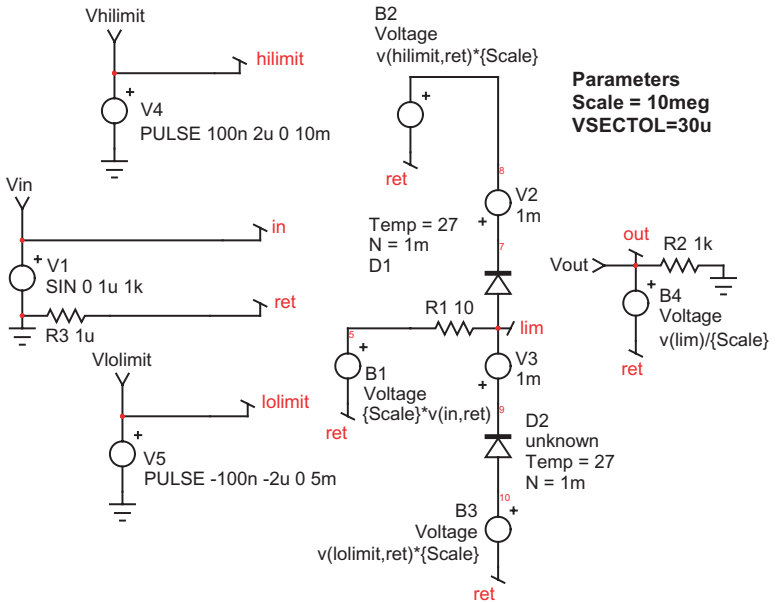 Vhilimit
hilimit
V4
PULSE 100n 2u 0 10m
Vin
in
V1
SIN 0 1u 1k
ret
R3 1u
Vlolimit
lolimit
V5
PULSE -100n -2u 0 5m
B2
Voltage
v(hilimit,ret)*{Scale}
ret
8
V2
1m
Temp = 27
N = 1m
D1
7
R1 10
lim
5
B1
Voltage
{Scale}*v(in,ret)
ret
V3
1m
9
D2
unknown
Temp = 27
N = 1m
10
B3
Voltage
v(lolimit,ret)*{Scale}
ret
Parameters
Scale = 10meg
VSECTOL=30u
out
R2 1k
Vout
B4
Voltage
v(lim)/{Scale}
ret